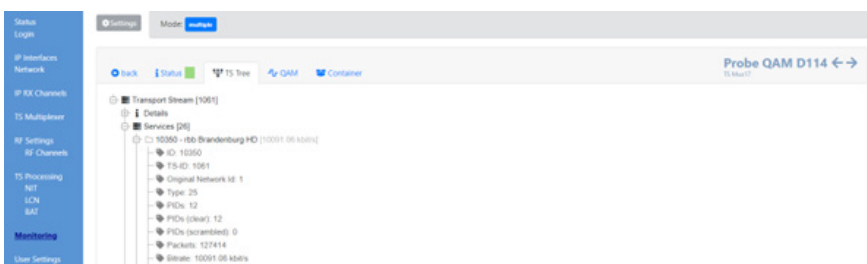 Status
Login
IP Interfaces
Network
IP RX Channels
TS Multiplexer
RF Settings
RF Channels
TS Processing
NIT
LCN
BAT
Monitoring
User Settings
Settings
Mode: multiple
back
Status
TS Tree
QAM
Container
Probe QAM D114
TS Mux17
Transport Stream [1061]
Details
Services [26]
10350 - rbb Brandenburg HD [10091.06 kbit/s]
ID: 10350
TS-ID: 1061
Original Network Id: 1
Type: 25
PIDs: 12
PIDs (clear): 12
PIDs (scrambled): 0
Packets: 127414
Bitrate: 10091.06 kbit/s